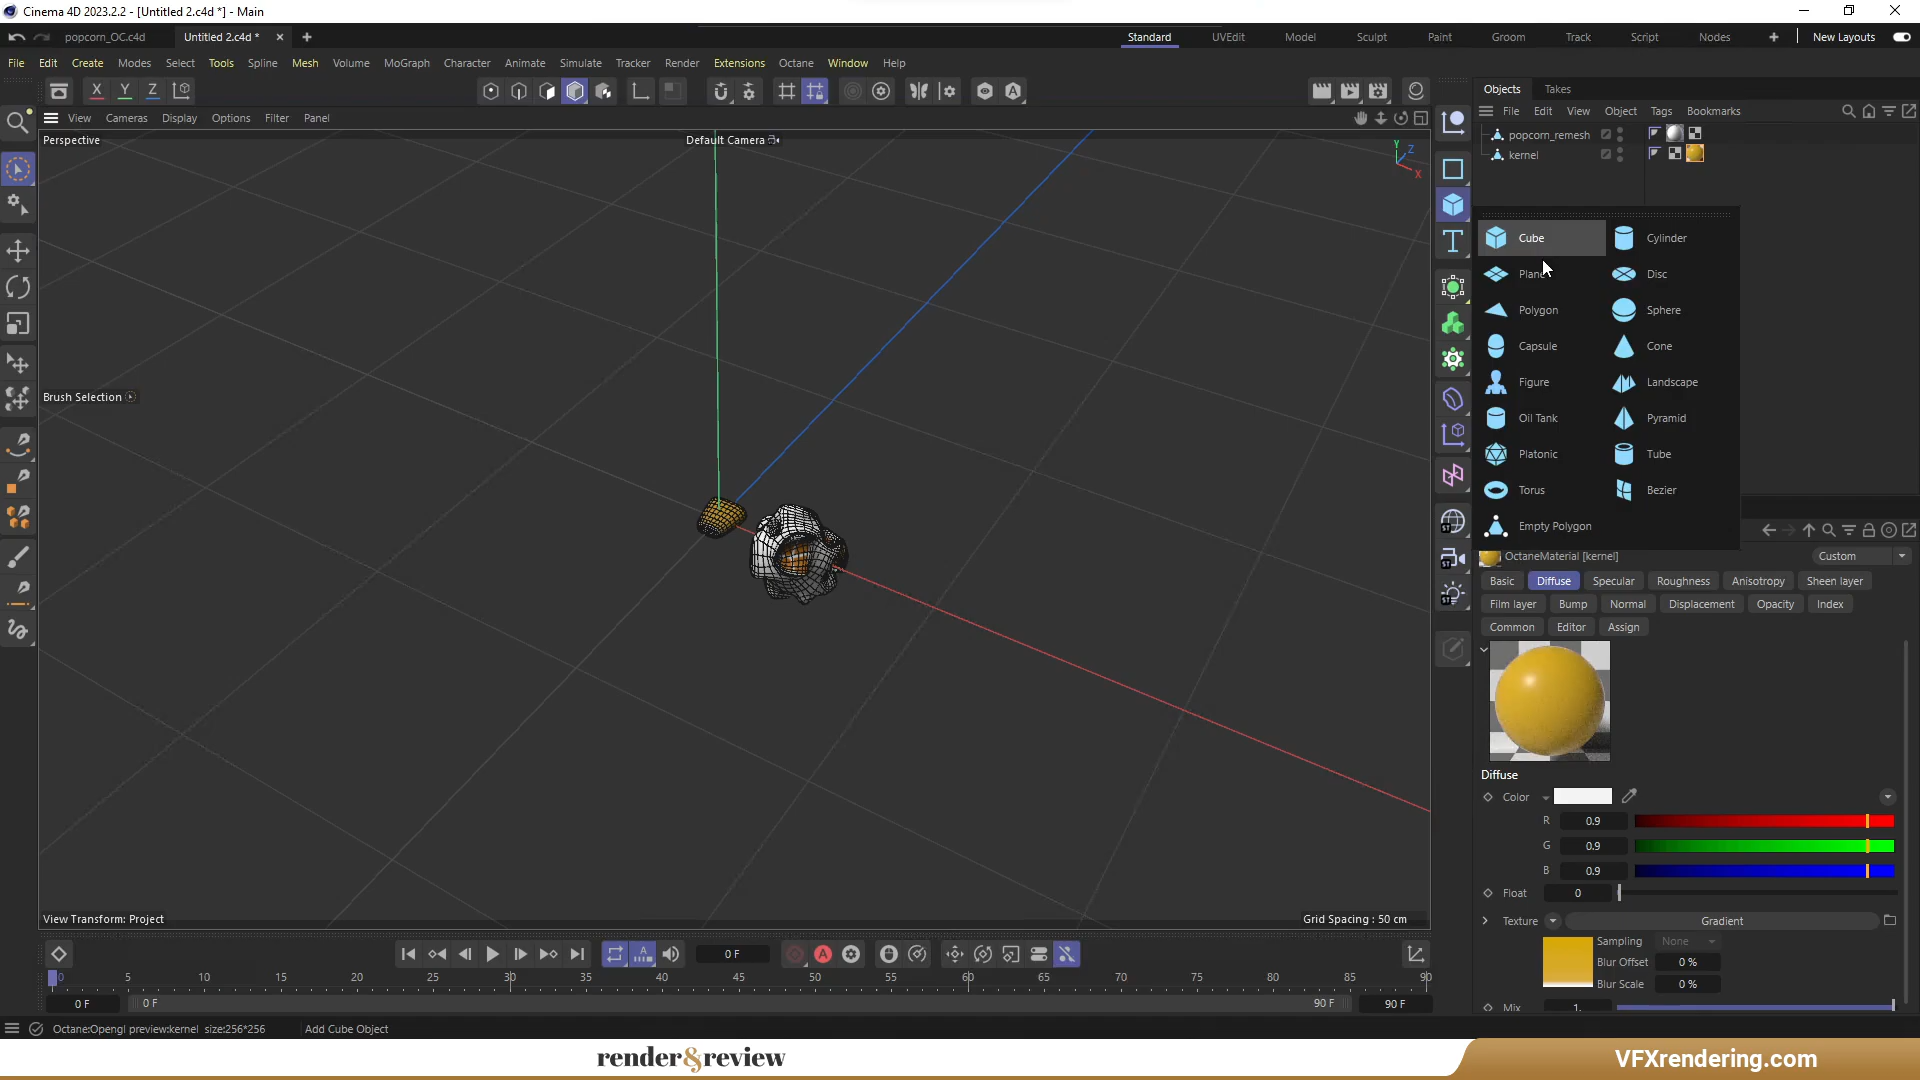 Cinema 4D 2023.2.2 - [Untitled 2.c4d *] - Main
popcorn_OC.c4d Untitled 2.c4d * Standard UVEdit Model Sculpt Paint Groom Track Script Nodes New Layouts
File Edit Create Modes Select Tools Spline Mesh Volume MoGraph Character Animate Simulate Tracker Render Extensions Octane Window Help
X Y Z
Objects Takes
File Edit View Object Tags Bookmarks
View Cameras Display Options Filter Panel
Perspective
Default Camera
Y
Z
X
popcorn_remesh
kernel
Cube Cylinder
Plane Disc
Polygon Sphere
Capsule Cone
Figure Landscape
Oil Tank Pyramid
Platonic Tube
Torus Bezier
Empty Polygon
Brush Selection
OctaneMaterial [kernel] Custom
Basic Diffuse Specular Roughness Anisotropy Sheen layer
Film layer Bump Normal Displacement Opacity Index
Common Editor Assign
Diffuse
Color
R 0.9
G 0.9
B 0.9
Float 0
Texture Gradient
Sampling None
Blur Offset 0 %
Blur Scale 0 %
Mix 1.
View Transform: Project
Grid Spacing : 50 cm
0 F
0 5 10 15 20 25 30 35 40 45 50 55 60 65 70 75 80 85 90
0 F 0 F 90 F 90 F
Octane:Opengl preview:kernel size:256*256 Add Cube Object
render&review
VFXrendering.com